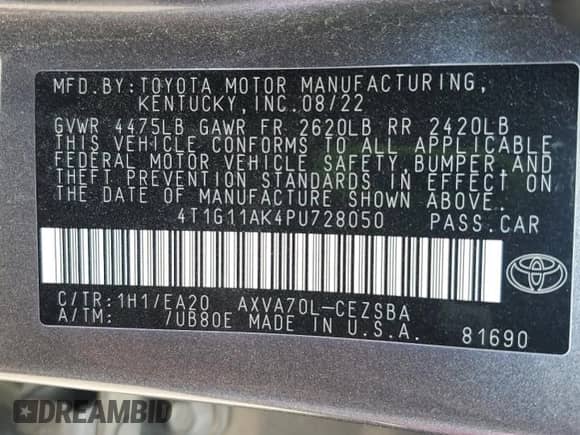 MFD.BY:TOYOTA MOTOR MANUFACTURING,
KENTUCKY, INC.08/22
GVWR 4475LB GAWR FR 2620LB RR 2420LB
THIS VEHICLE CONFORMS TO ALL APPLICABLE
FEDERAL MOTOR VEHICLE SAFETY,BUMPER,AND
THEFT PREVENTION STANDARDS IN EFFECT ON
THE DATE OF MANUFACTURE SHOWN ABOVE.
4T1G11AK4PU728050 PASS.CAR
C/TR:1H1/EA20 AXVA70L-CEZSBA
A/TM: 7UB80E MADE IN U.S.A. 81690
DREAMBID